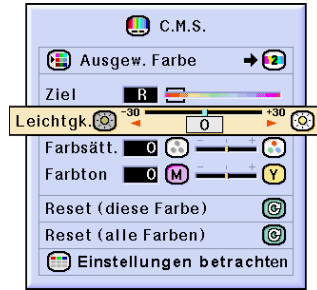 C.M.S.
Ausgew. Farbe 2
Ziel R
Leichtgk. -30 0 +30
Farbsätt. 0 - +
Farbton 0 M - + Y
Reset (diese Farbe)
Reset (alle Farben)
Einstellungen betrachten